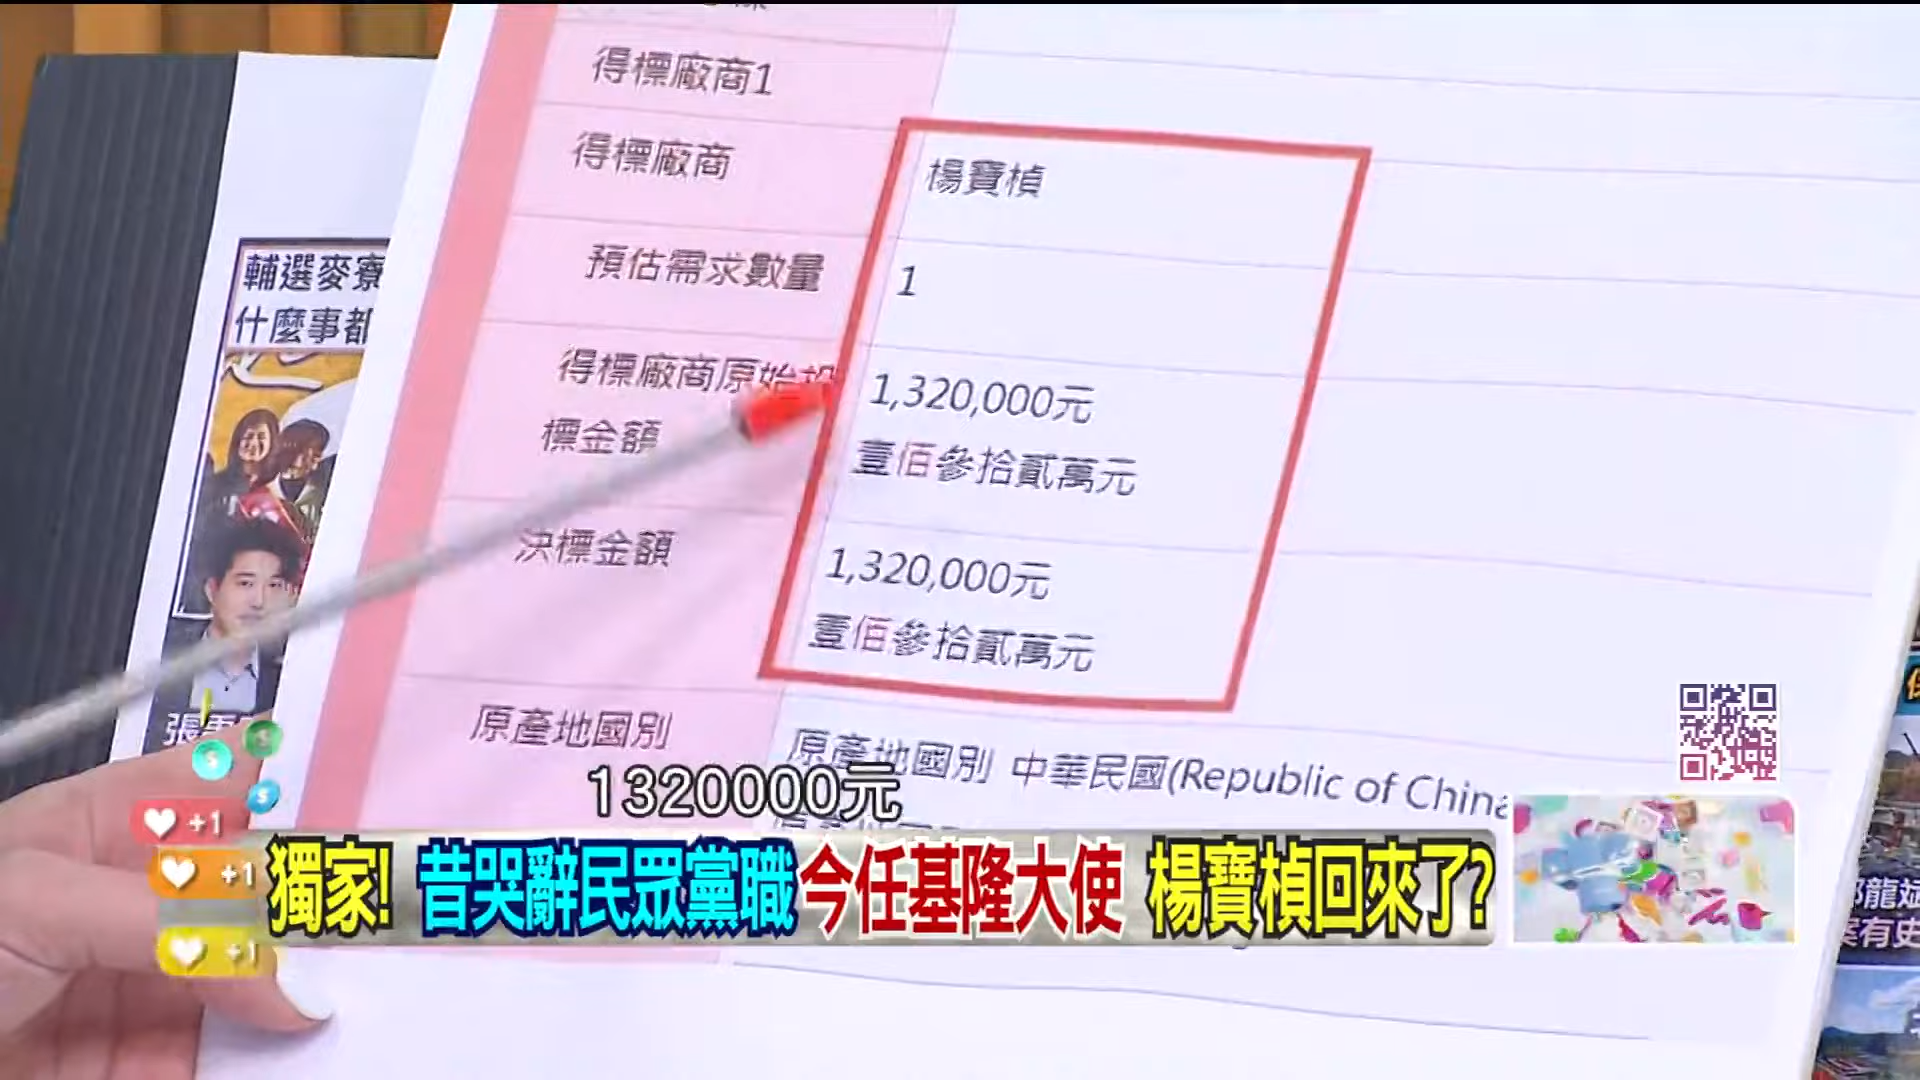 得標廠商1
得標廠商
楊寶楨
預估需求數量
1
得標廠商原始投
標金額
1,320,000元
壹佰參拾貳萬元
決標金額
1,320,000元
壹佰參拾貳萬元
原產地國別
原產地國別 中華民國(Republic of China
輔選麥寮
什麼事都
1320000元
獨家! 昔哭辭民眾黨職 今任基隆大使 楊寶楨回來了?
+1
+1
+1
龍斌
案有史